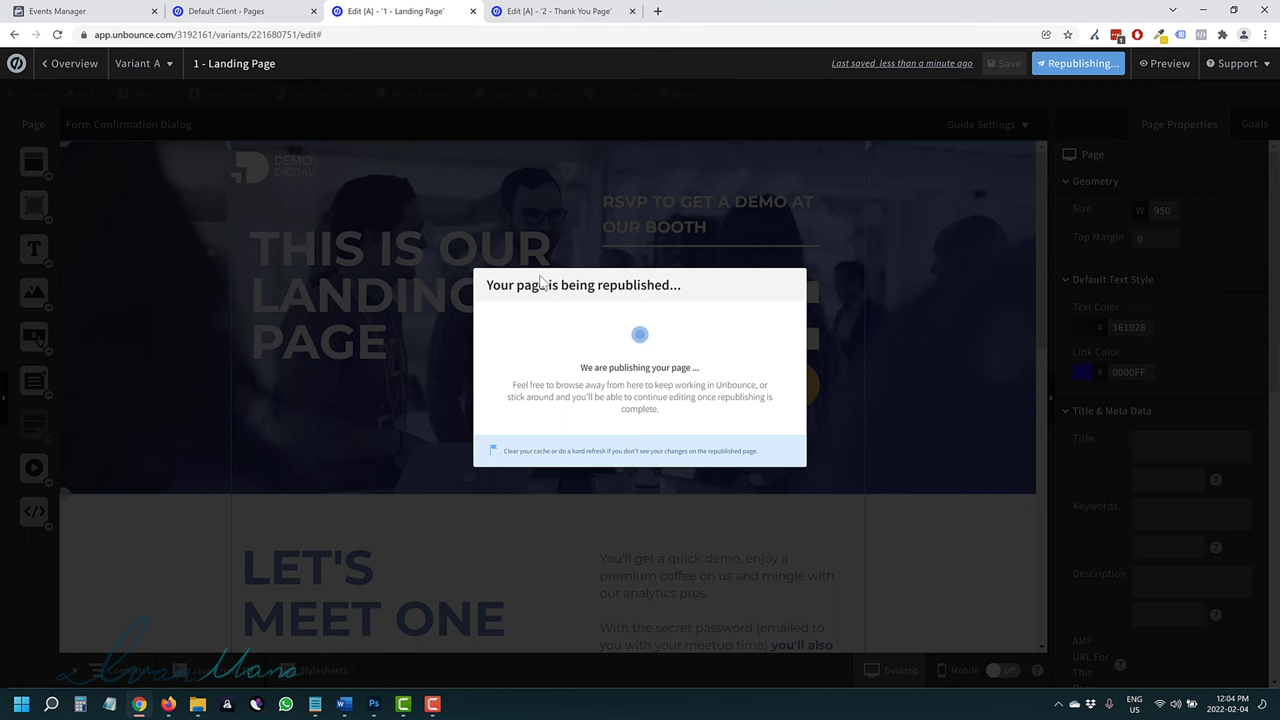 Events Manager
Default Client › Pages
Edit [A] - '1 - Landing Page'
Edit [A] - '2 - Thank You Page'
app.unbounce.com/3192161/variants/221680751/edit#
Overview
Variant A
1 - Landing Page
Last saved less than a minute ago
Save
Republishing...
Preview
Support
Page
Form Confirmation Dialog
Guide Settings
Page Properties
Goals
DEMO
DIGITAL
RSVP TO GET A DEMO AT
OUR BOOTH
THIS IS OUR
LANDING
PAGE
Your page is being republished...
We are publishing your page ...
Feel free to browse away from here to keep working in Unbounce, or
stick around and you'll be able to continue editing once republishing is
complete.
Clear your cache or do a hard refresh if you don't see your changes on the republished page.
Page
Geometry
Size
W 950
Top Margin
0
Default Text Style
Text Color
# 161928
Link Color
# 0000FF
Title & Meta Data
Title
Keywords
Description
AMP
URL For
This
LET'S
MEET ONE
You'll get a quick demo, enjoy a
premium coffee on us and mingle with
our analytics pros.
With the secret password (emailed to
you with your meetup time) you'll also
Stylesheets
Desktop
Mobile
Off
ENG
US
12:04 PM
2022-02-04